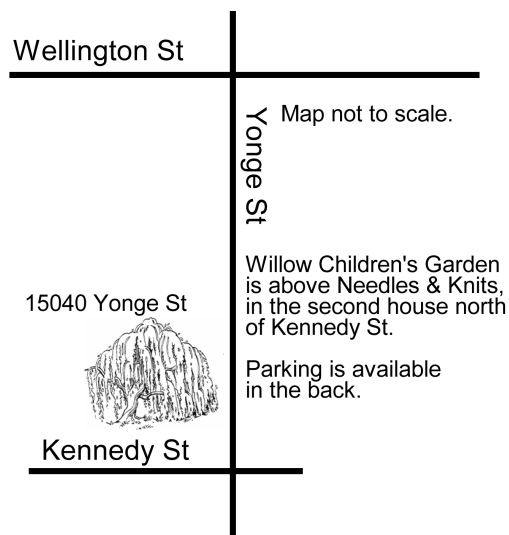 Wellington St
Map not to scale.
Yonge St
Willow Children's Garden
is above Needles & Knits,
in the second house north
of Kennedy St.
15040 Yonge St
Parking is available
in the back.
Kennedy St